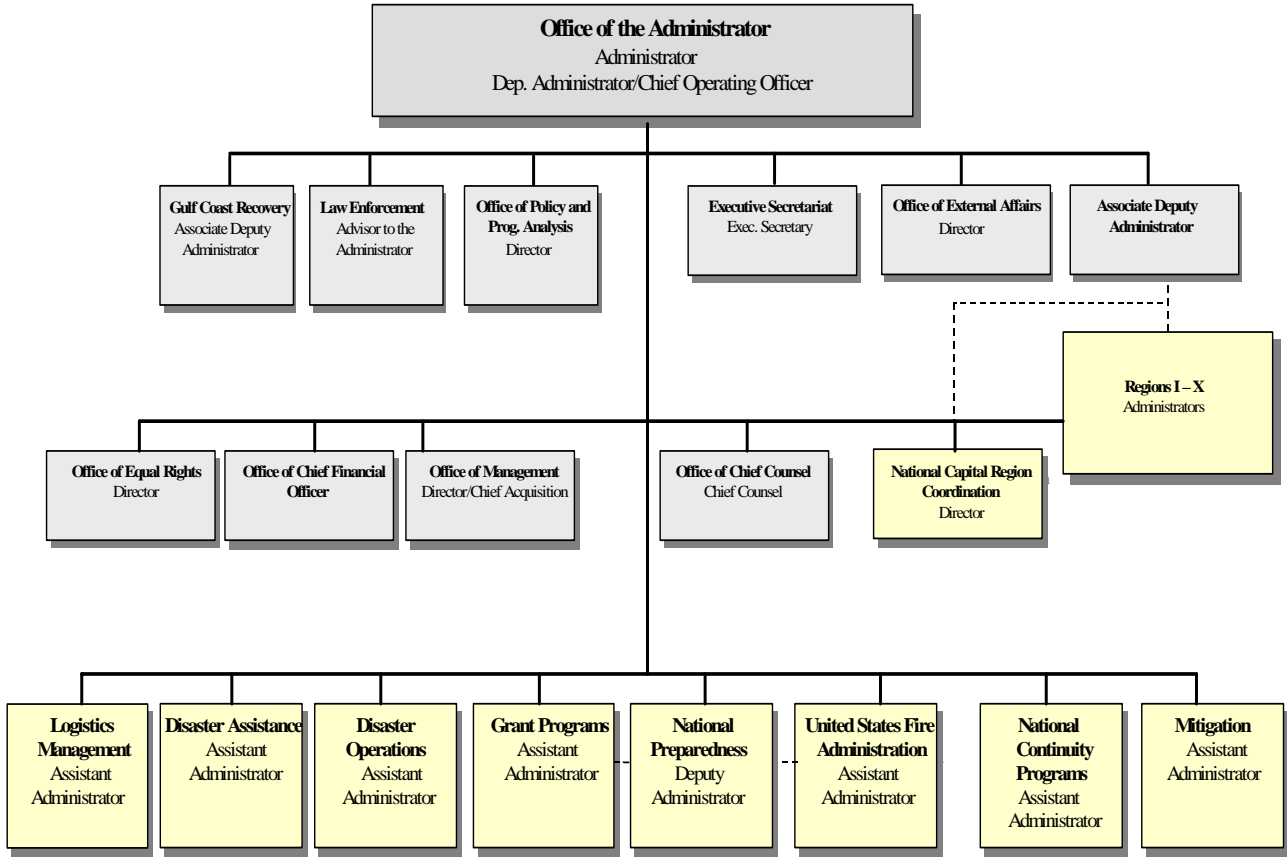 Office of the Administrator
Administrator
Dep. Administrator/Chief Operating Officer
Gulf Coast Recovery
Associate Deputy
Administrator
Law Enforcement
Advisor to the
Administrator
Office of Policy and
Prog. Analysis
Director
Executive Secretariat
Exec. Secretary
Office of External Affairs
Director
Associate Deputy
Administrator
Regions I – X
Administrators
Office of Equal Rights
Director
Office of Chief Financial
Officer
Office of Management
Director/Chief Acquisition
Office of Chief Counsel
Chief Counsel
National Capital Region
Coordination
Director
Logistics
Management
Assistant
Administrator
Disaster Assistance
Assistant
Administrator
Disaster
Operations
Assistant
Administrator
Grant Programs
Assistant
Administrator
National
Preparedness
Deputy
Administrator
United States Fire
Administration
Assistant
Administrator
National
Continuity
Programs
Assistant
Administrator
Mitigation
Assistant
Administrator